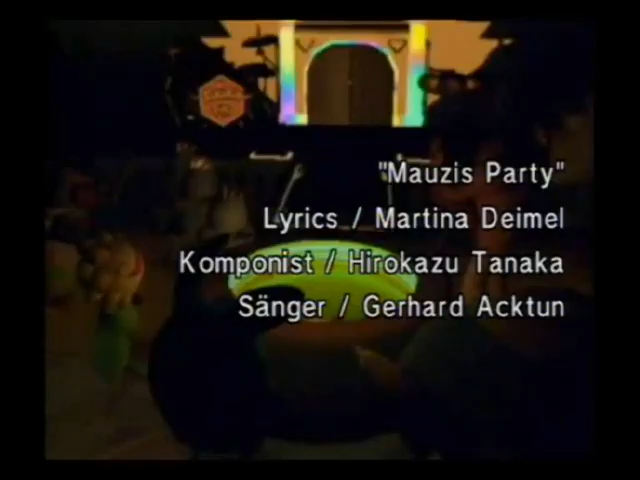 "Mauzis Party"
Lyrics / Martina Deimel
Komponist / Hirokazu Tanaka
Sänger / Gerhard Acktun